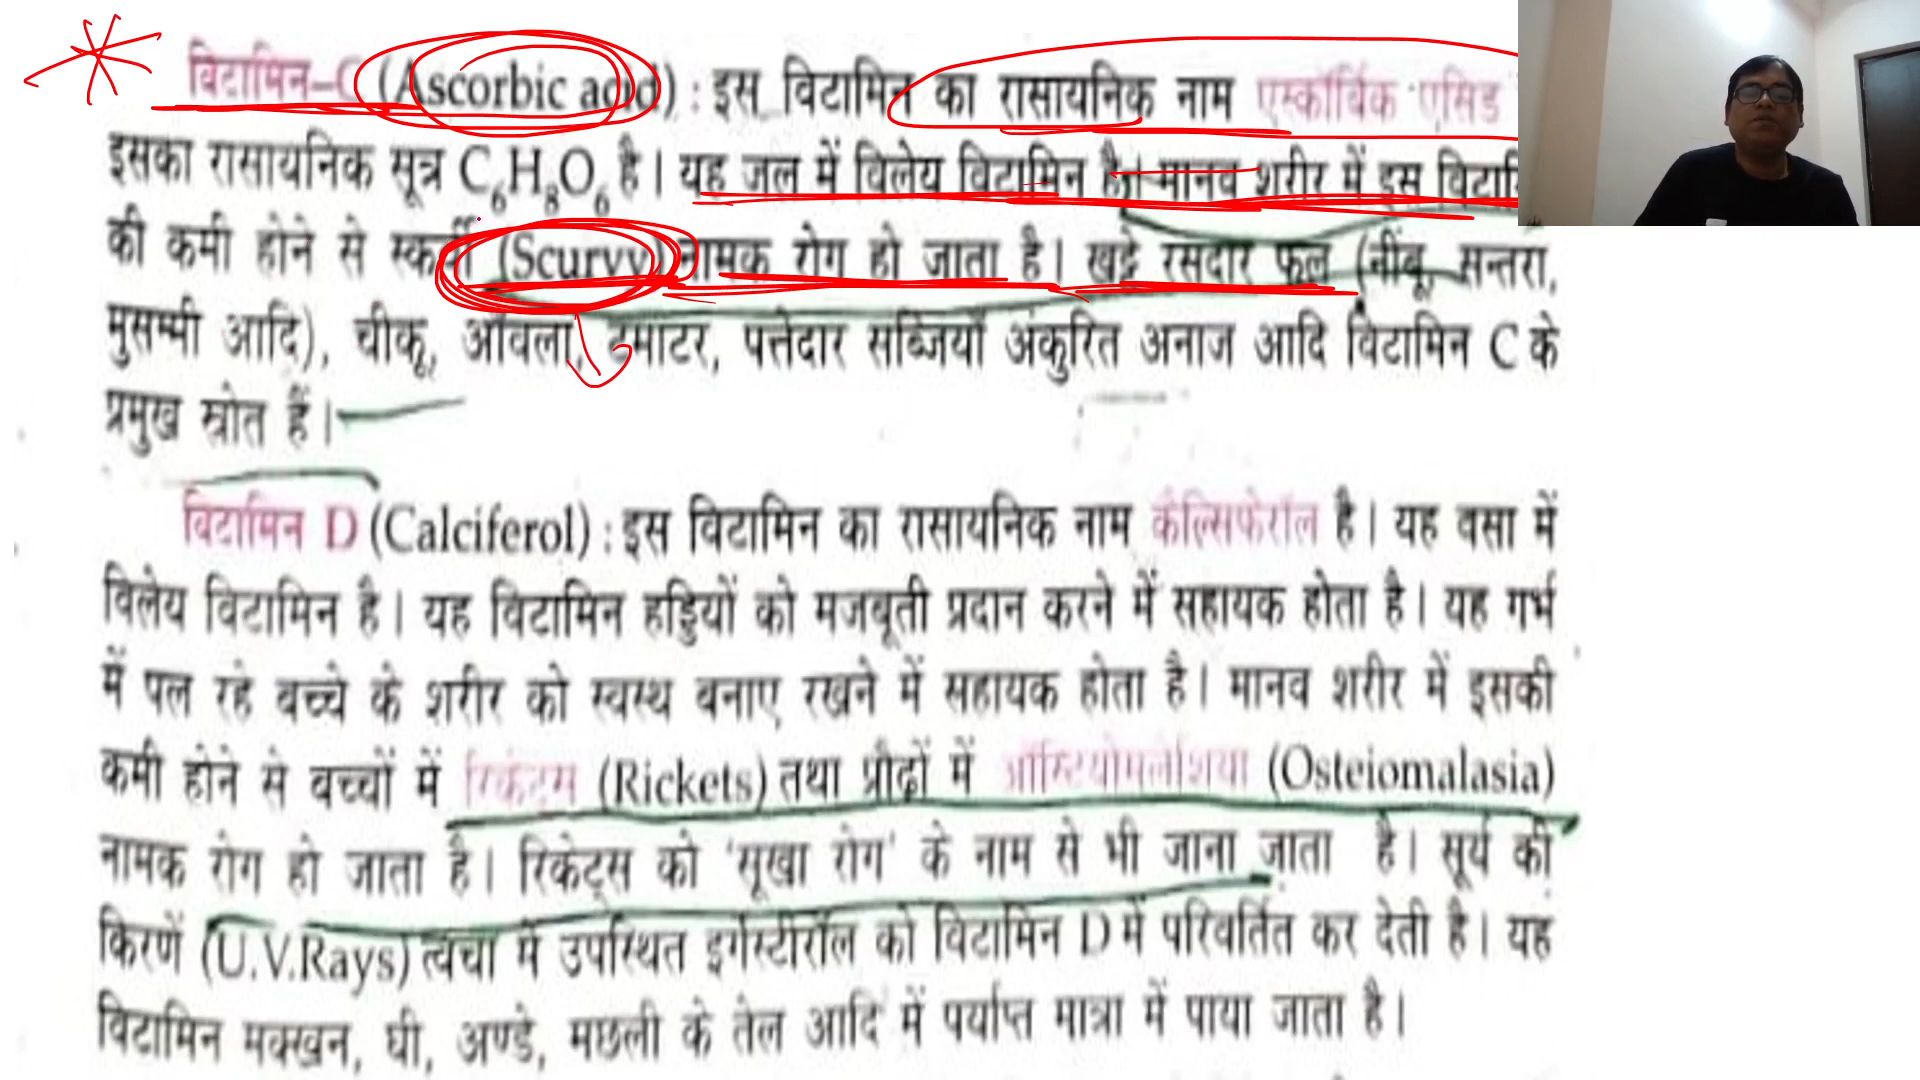 विटामिन–C (Ascorbic acid) : इस विटामिन का रासायनिक नाम एस्कॉर्बिक एसिड
इसका रासायनिक सूत्र C₆H₈O₆ है। यह जल में विलेय विटामिन है। मानव शरीर में इस
की कमी होने से स्कर्वी (Scurvy) नामक रोग हो जाता है। खट्टे रसदार फल (नींबू, सन्तरा,
मुसम्मी आदि), चीकू, आँवला, टमाटर, पत्तेदार सब्जियाँ अंकुरित अनाज आदि विटामिन C के
प्रमुख स्रोत हैं।
विटामिन D (Calciferol) : इस विटामिन का रासायनिक नाम कैल्सिफेरॉल है। यह वसा में
विलेय विटामिन है। यह विटामिन हड्डियों को मजबूती प्रदान करने में सहायक होता है। यह गर्भ
में पल रहे बच्चे के शरीर को स्वस्थ बनाए रखने में सहायक होता है। मानव शरीर में इसकी
कमी होने से बच्चों में रिकेट्स (Rickets) तथा प्रौढ़ों में ऑस्टियोमलेशिया (Osteiomalasia)
नामक रोग हो जाता है। रिकेट्स को ‘सूखा रोग’ के नाम से भी जाना जाता है। सूर्य की
किरणें (U.V.Rays) त्वचा में उपस्थित इर्गेस्टीरॉल को विटामिन D में परिवर्तित कर देती है। यह
विटामिन मक्खन, घी, अण्डे, मछली के तेल आदि में पर्याप्त मात्रा में पाया जाता है।